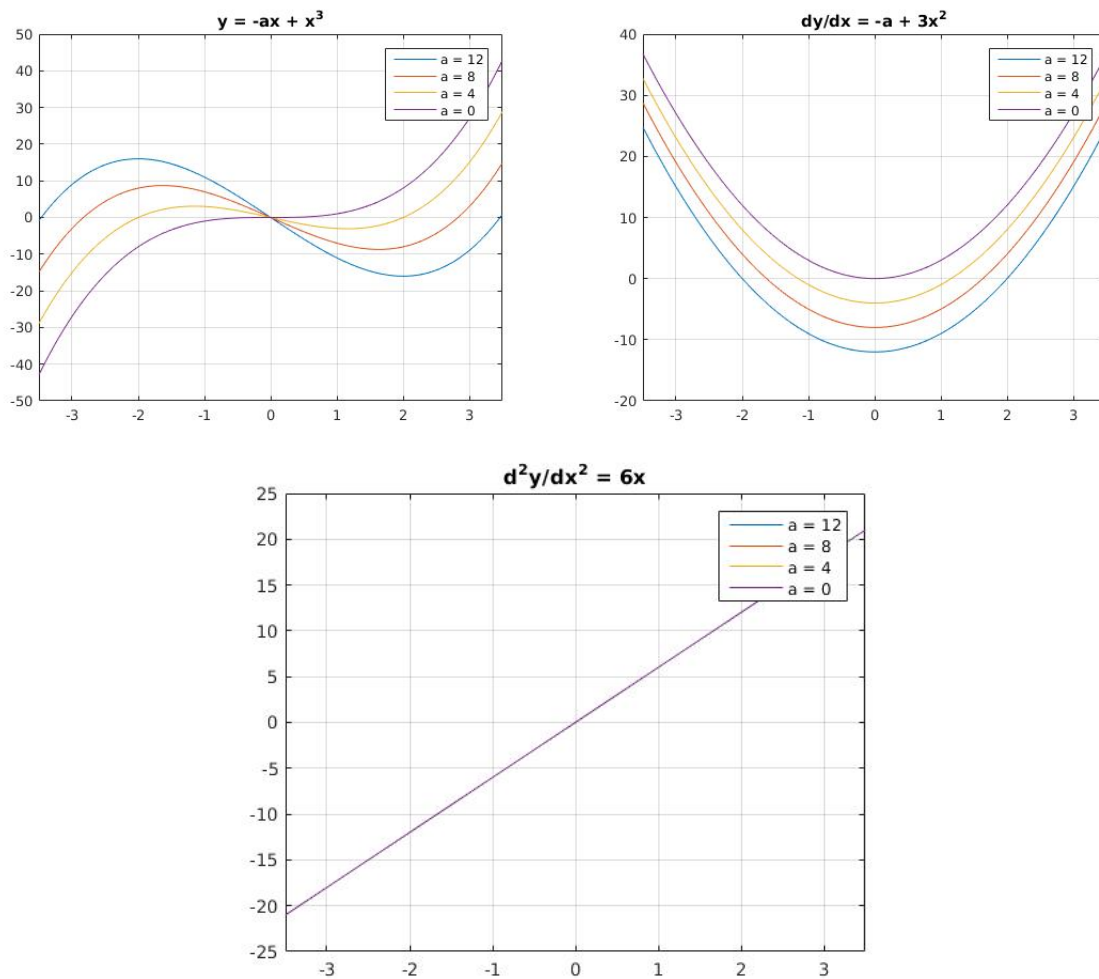 y = -ax + x³
50
40
30
20
10
0
-10
-20
-30
-40
-50
-3 -2 -1 0 1 2 3
a = 12
a = 8
a = 4
a = 0
dy/dx = -a + 3x²
40
30
20
10
0
-10
-20
-3 -2 -1 0 1 2 3
a = 12
a = 8
a = 4
a = 0
d²y/dx² = 6x
25
20
15
10
5
0
-5
-10
-15
-20
-25
-3 -2 -1 0 1 2 3
a = 12
a = 8
a = 4
a = 0